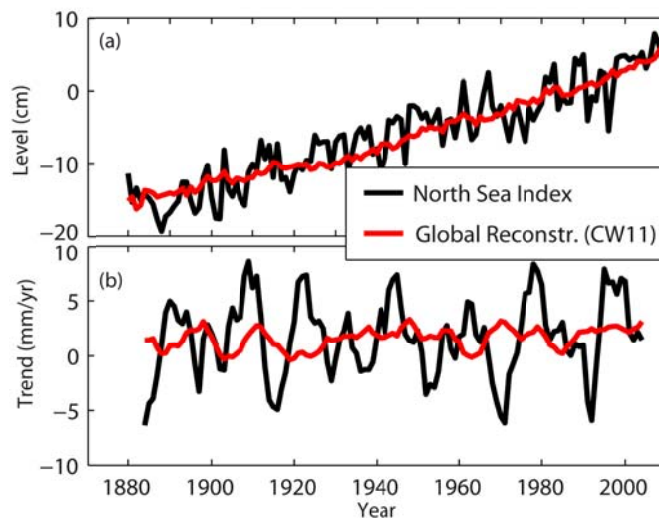 10
(a)
0
Level (cm)
−10
−20
North Sea Index
Global Reconstr. (CW11)
10
(b)
5
0
Trend (mm/yr)
−5
−10
1880 1900 1920 1940 1960 1980 2000
Year